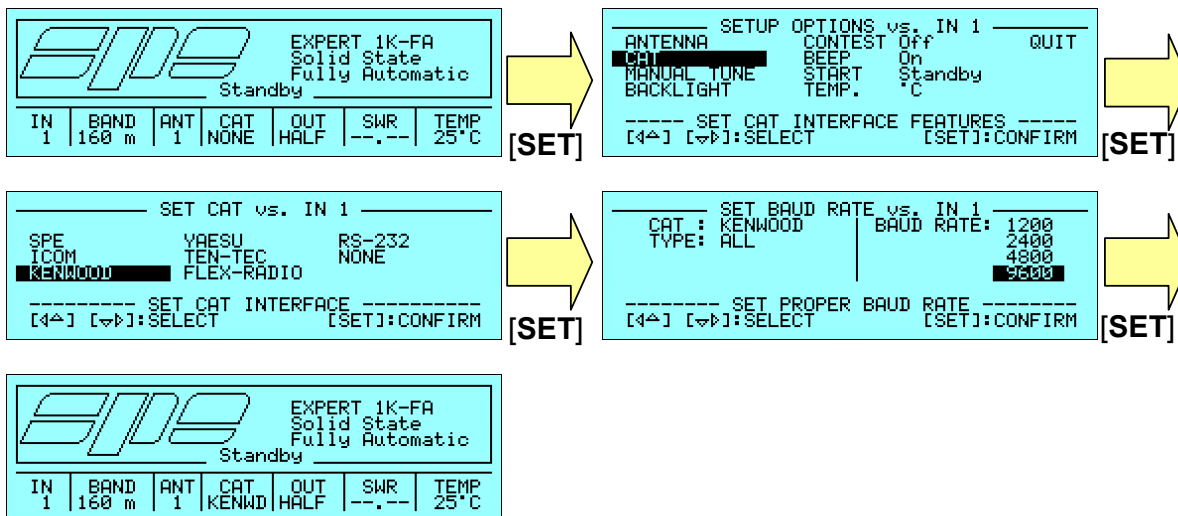 EXPERT 1K-FA
Solid State
Fully Automatic
Standby
IN BAND ANT CAT OUT SWR TEMP
1 160 m 1 NONE HALF --.-- 25°C
[SET]
SETUP OPTIONS vs. IN 1
ANTENNA CONTEST Off QUIT
CAT BEEP On
MANUAL TUNE START Standby
BACKLIGHT TEMP. °C
----- SET CAT INTERFACE FEATURES -----
[◁△] [▽▷]:SELECT [SET]:CONFIRM
[SET]
SET CAT vs. IN 1
SPE YAESU RS-232
ICOM TEN-TEC NONE
KENWOOD FLEX-RADIO
--------- SET CAT INTERFACE ----------
[◁△] [▽▷]:SELECT [SET]:CONFIRM
[SET]
SET BAUD RATE vs. IN 1
CAT : KENWOOD BAUD RATE: 1200
TYPE: ALL 2400
4800
9600
-------- SET PROPER BAUD RATE --------
[◁△] [▽▷]:SELECT [SET]:CONFIRM
[SET]
spe
EXPERT 1K-FA
Solid State
Fully Automatic
Standby
IN BAND ANT CAT OUT SWR TEMP
1 160 m 1 KENWD HALF --.-- 25°C